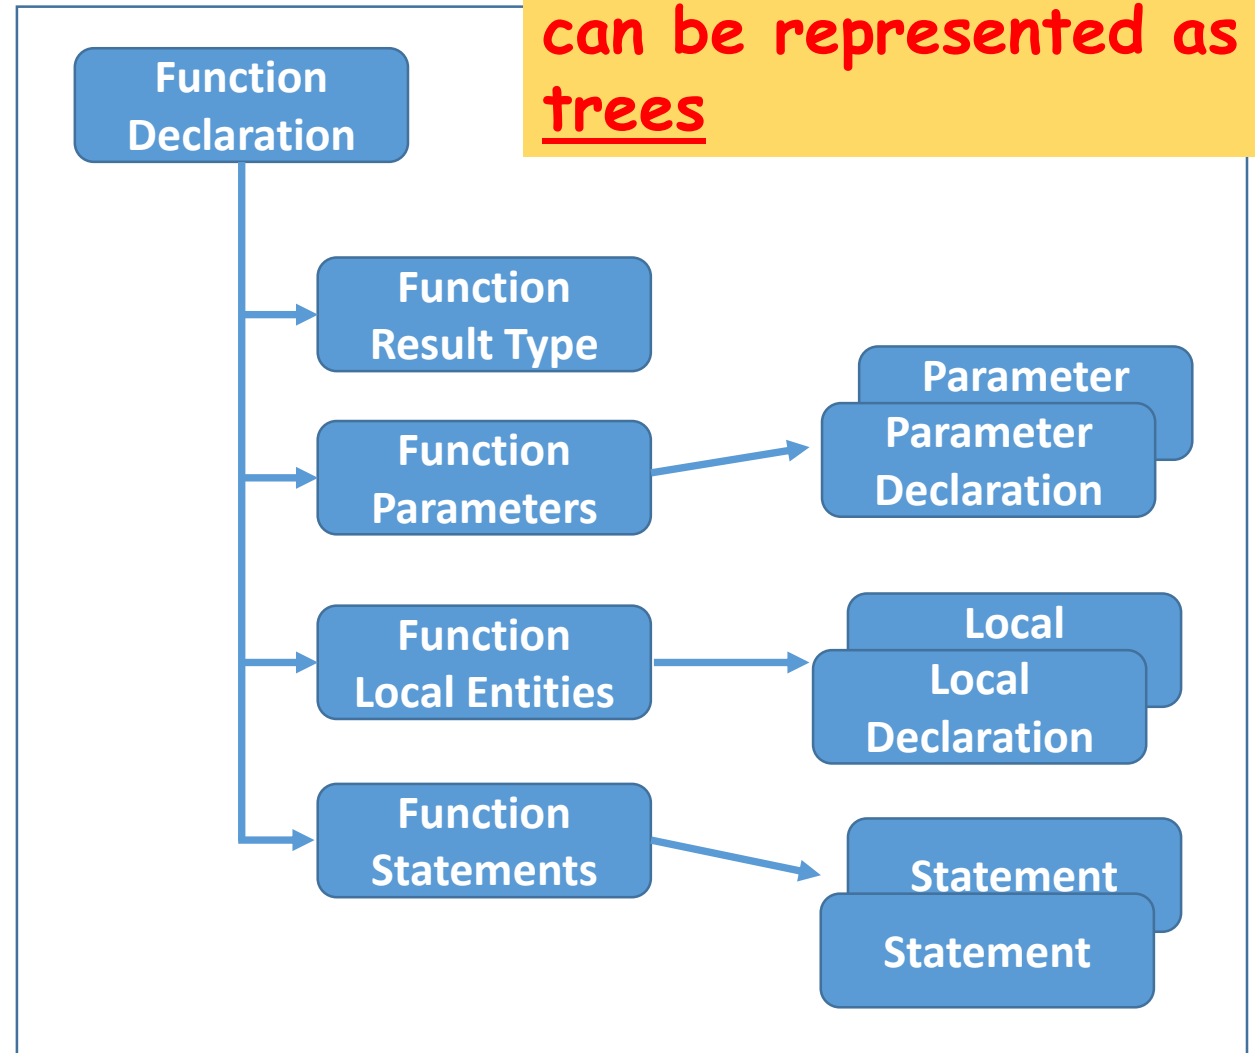 can be represented as
trees
Function
Declaration
Function
Result Type
Function
Parameters
Parameter
Parameter
Declaration
Function
Local Entities
Local
Local
Declaration
Function
Statements
Statement
Statement